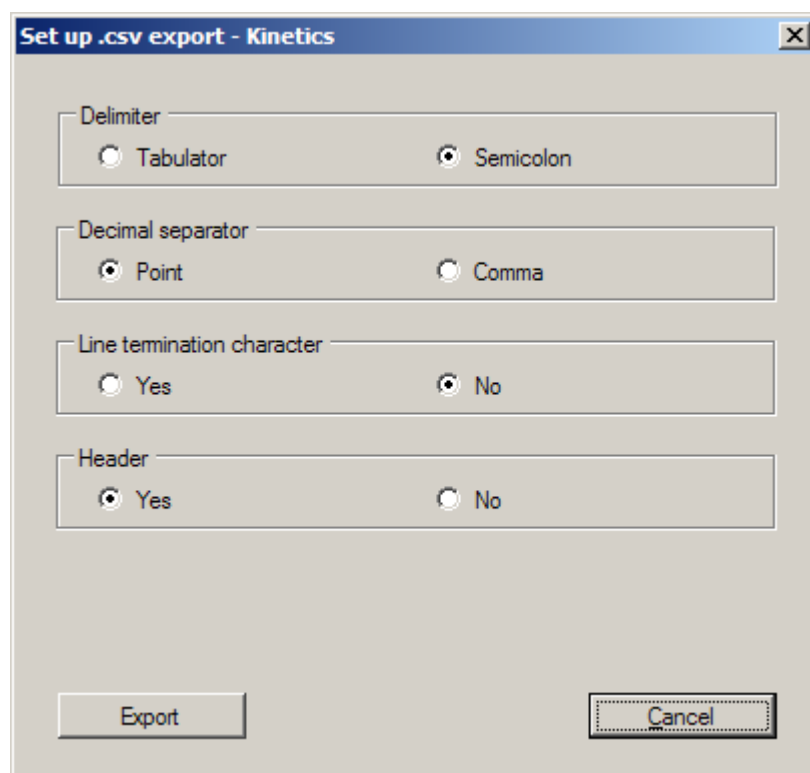 Set up .csv export - Kinetics
Delimiter
Tabulator Semicolon
Decimal separator
Point Comma
Line termination character
Yes No
Header
Yes No
Export Cancel